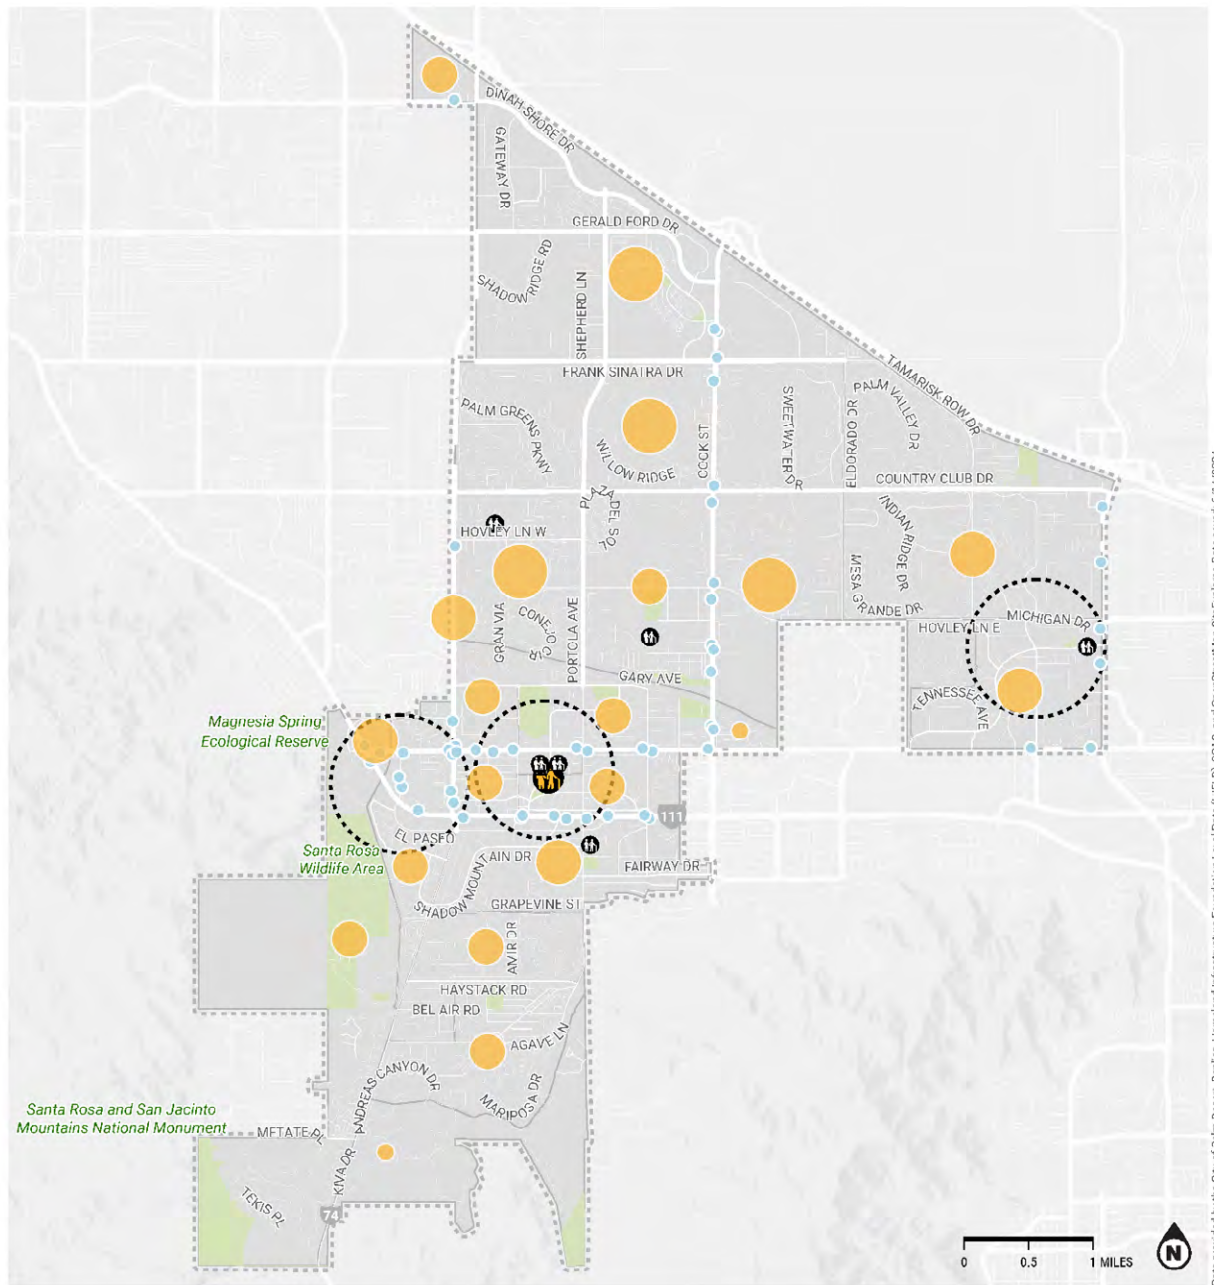 DINAH SHORE DR
GATEWAY DR
GERALD FORD DR
SHADOW RIDGE RD
SHEPHERD LN
FRANK SINATRA DR
TAMARISK ROW DR
PALM VALLEY DR
PALM GREENS PKWY
SWEETWATER DR
ELDORADO DR
WILLOW RIDGE
COOK ST
COUNTRY CLUB DR
PLAZA DEL SOL
HOVLEY LN W
INDIAN RIDGE DR
MESA GRANDE DR
GRAN VIA
CONEJO CIR
PORTOLA AVE
MICHIGAN DR
HOVLEY LN E
GARY AVE
TENNESSEE AVE
Magnesia Spring
Ecological Reserve
111
EL PASEO
Santa Rosa
Wildlife Area
SHADOW MOUNTAIN DR
FAIRWAY DR
GRAPEVINE ST
AMIR DR
HAYSTACK RD
BEL AIR RD
AGAVE LN
CANYON DR
ANDREAS
MARIPOSA DR
Santa Rosa and San Jacinto
Mountains National Monument
METATE PL
KIVA DR
TEKIS PL
74
0 0.5 1 MILES
N